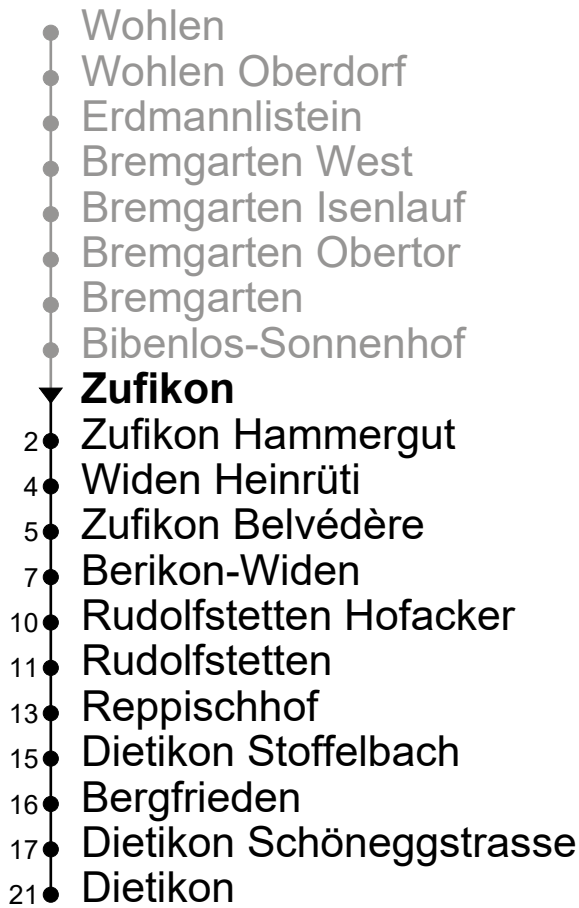 Wohlen
Wohlen Oberdorf
Erdmannlistein
Bremgarten West
Bremgarten Isenlauf
Bremgarten Obertor
Bremgarten
Bibenlos-Sonnenhof
Zufikon
2 Zufikon Hammergut
4 Widen Heinrüti
5 Zufikon Belvédère
7 Berikon-Widen
10 Rudolfstetten Hofacker
11 Rudolfstetten
13 Reppischhof
15 Dietikon Stoffelbach
16 Bergfrieden
17 Dietikon Schöneggstrasse
21 Dietikon